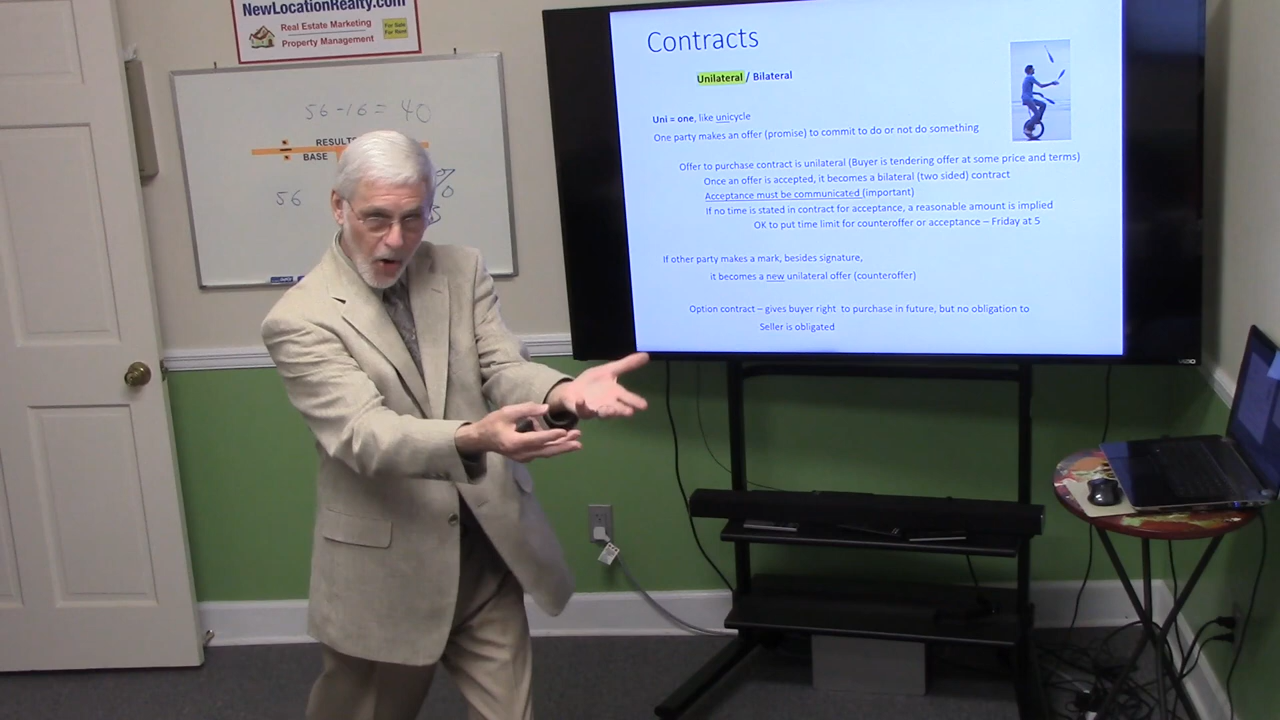 NewLocationRealty.com
Real Estate Marketing
Property Management
For Sale
For Rent
56-16= 40
RESULT
BASE
56
%
5
Contracts
Unilateral / Bilateral
Uni = one, like unicycle
One party makes an offer (promise) to commit to do or not do something
Offer to purchase contract is unilateral (Buyer is tendering offer at some price and terms)
Once an offer is accepted, it becomes a bilateral (two sided) contract
Acceptance must be communicated (important)
If no time is stated in contract for acceptance, a reasonable amount is implied
OK to put time limit for counteroffer or acceptance – Friday at 5
If other party makes a mark, besides signature,
it becomes a new unilateral offer (counteroffer)
Option contract – gives buyer right to purchase in future, but no obligation to
Seller is obligated
VIZIO